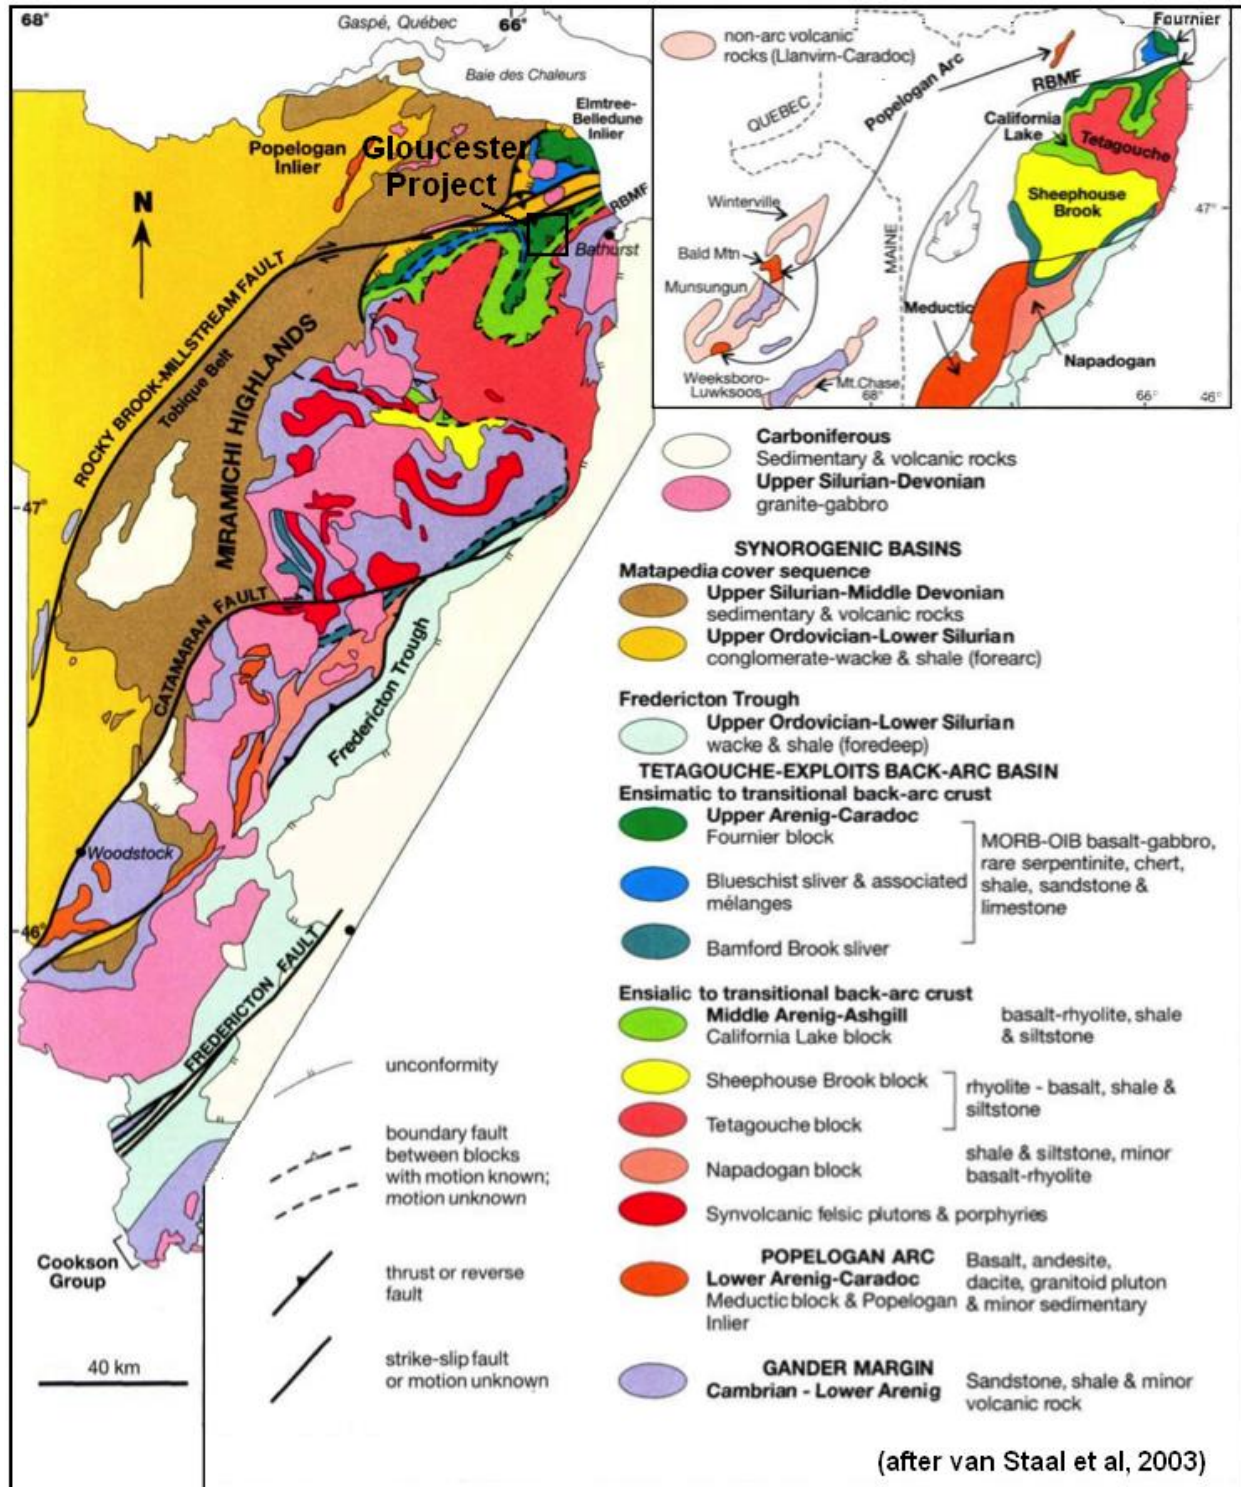 68°
Gaspé, Québec
66°
Baie des Chaleurs
Elmtree-
Belledune
Inlier
Popelogan
Inlier
Gloucester
Project
N
RBMF
Bathurst
ROCKY BROOK-MILLSTREAM FAULT
Tobique Belt
MIRAMICHI HIGHLANDS
47°
CATAMARAN FAULT
Fredericton Trough
Woodstock
46°
FREDERICTON FAULT
Cookson
Group
40 km
unconformity
boundary fault
between blocks
with motion known;
motion unknown
thrust or reverse
fault
strike-slip fault
or motion unknown
non-arc volcanic
rocks (Llanvirn-Caradoc)
Fournier
Popelogan Arc
RBMF
QUEBEC
California
Lake
Tetagouche
Sheephouse
Brook
47°
Winterville
Bald Mtn
MAINE
Munsungun
Meductic
Napadogan
Weeksboro-
Luwksoos
Mt.Chase
68°
66°
46°
Carboniferous
Sedimentary & volcanic rocks
Upper Silurian-Devonian
granite-gabbro
SYNOROGENIC BASINS
Matapedia cover sequence
Upper Silurian-Middle Devonian
sedimentary & volcanic rocks
Upper Ordovician-Lower Silurian
conglomerate-wacke & shale (forearc)
Fredericton Trough
Upper Ordovician-Lower Silurian
wacke & shale (foredeep)
TETAGOUCHE-EXPLOITS BACK-ARC BASIN
Ensimatic to transitional back-arc crust
Upper Arenig-Caradoc
Fournier block
Blueschist sliver & associated
mélanges
Bamford Brook sliver
MORB-OIB basalt-gabbro,
rare serpentinite, chert,
shale, sandstone &
limestone
Ensialic to transitional back-arc crust
Middle Arenig-Ashgill
California Lake block
basalt-rhyolite, shale
& siltstone
Sheephouse Brook block
Tetagouche block
rhyolite - basalt, shale &
siltstone
Napadogan block
shale & siltstone, minor
basalt-rhyolite
Synvolcanic felsic plutons & porphyries
POPELOGAN ARC
Lower Arenig-Caradoc
Meductic block & Popelogan
Inlier
Basalt, andesite,
dacite, granitoid pluton
& minor sedimentary
GANDER MARGIN
Cambrian - Lower Arenig
Sandstone, shale & minor
volcanic rock
(after van Staal et al, 2003)